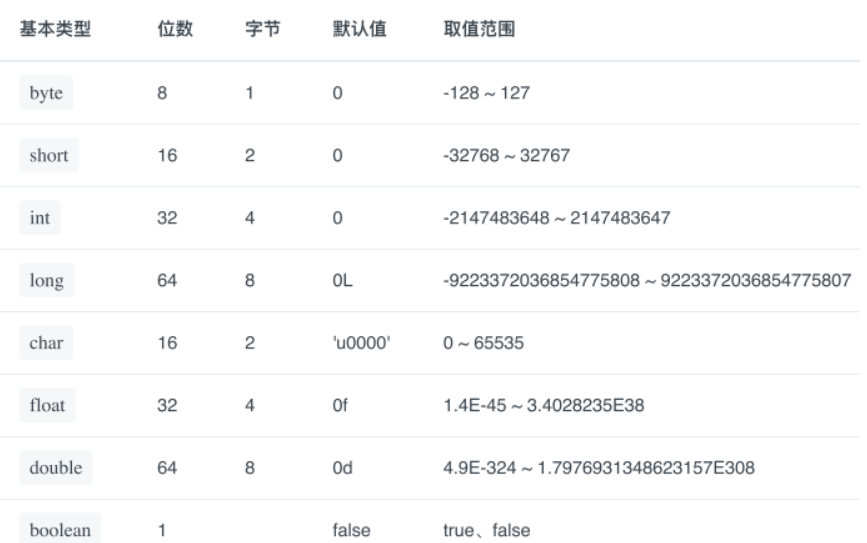 基本类型 位数 字节 默认值 取值范围
byte 8 1 0 -128 ~ 127
short 16 2 0 -32768 ~ 32767
int 32 4 0 -2147483648 ~ 2147483647
long 64 8 0L -9223372036854775808 ~ 9223372036854775807
char 16 2 'u0000' 0 ~ 65535
float 32 4 0f 1.4E-45 ~ 3.4028235E38
double 64 8 0d 4.9E-324 ~ 1.7976931348623157E308
boolean 1 false true、false